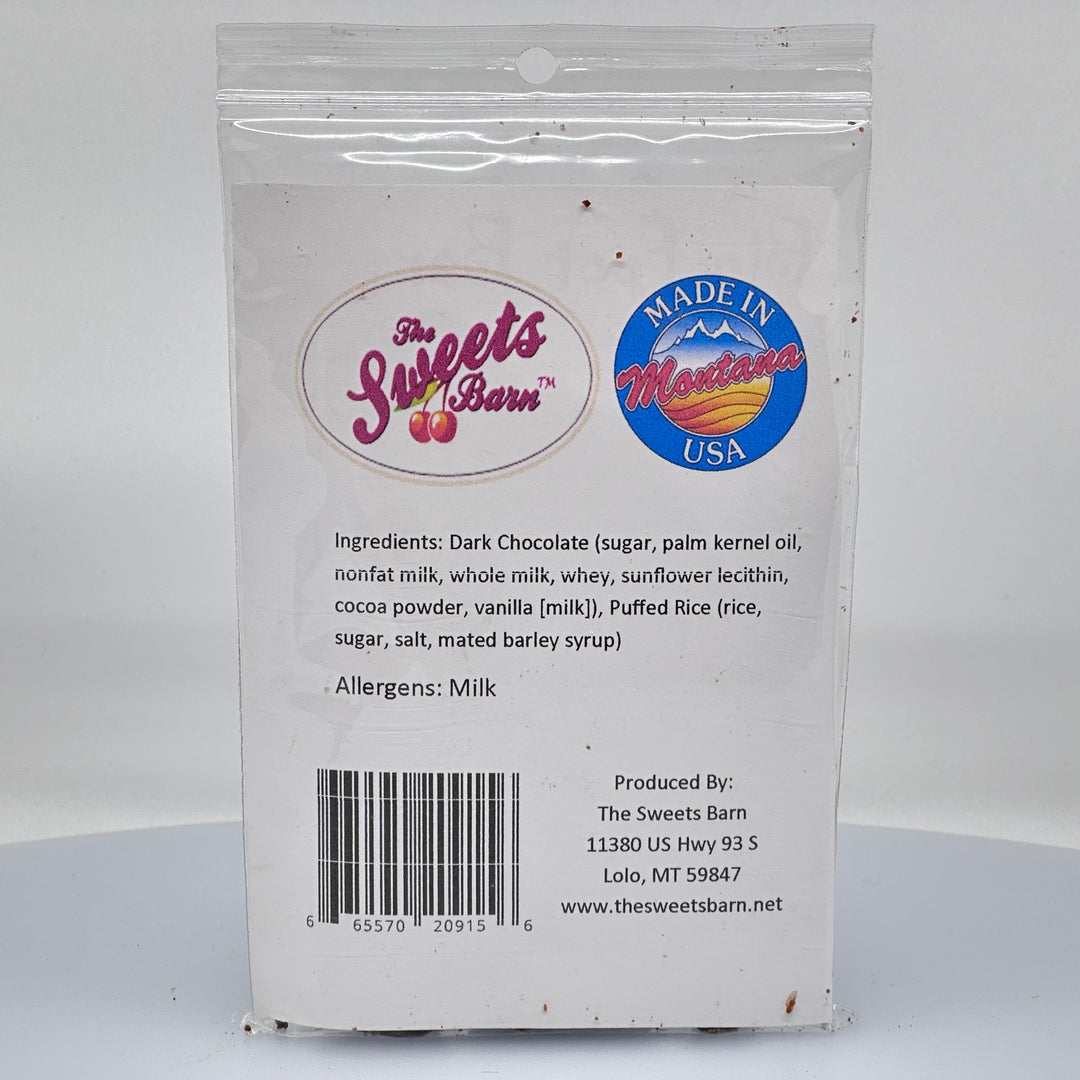 The
Sweets
Barn™
MADE IN
Montana
USA
Ingredients: Dark Chocolate (sugar, palm kernel oil,
nonfat milk, whole milk, whey, sunflower lecithin,
cocoa powder, vanilla [milk]), Puffed Rice (rice,
sugar, salt, mated barley syrup)
Allergens: Milk
Produced By:
The Sweets Barn
11380 US Hwy 93 S
Lolo, MT 59847
www.thesweetsbarn.net
6 65570 20915 6